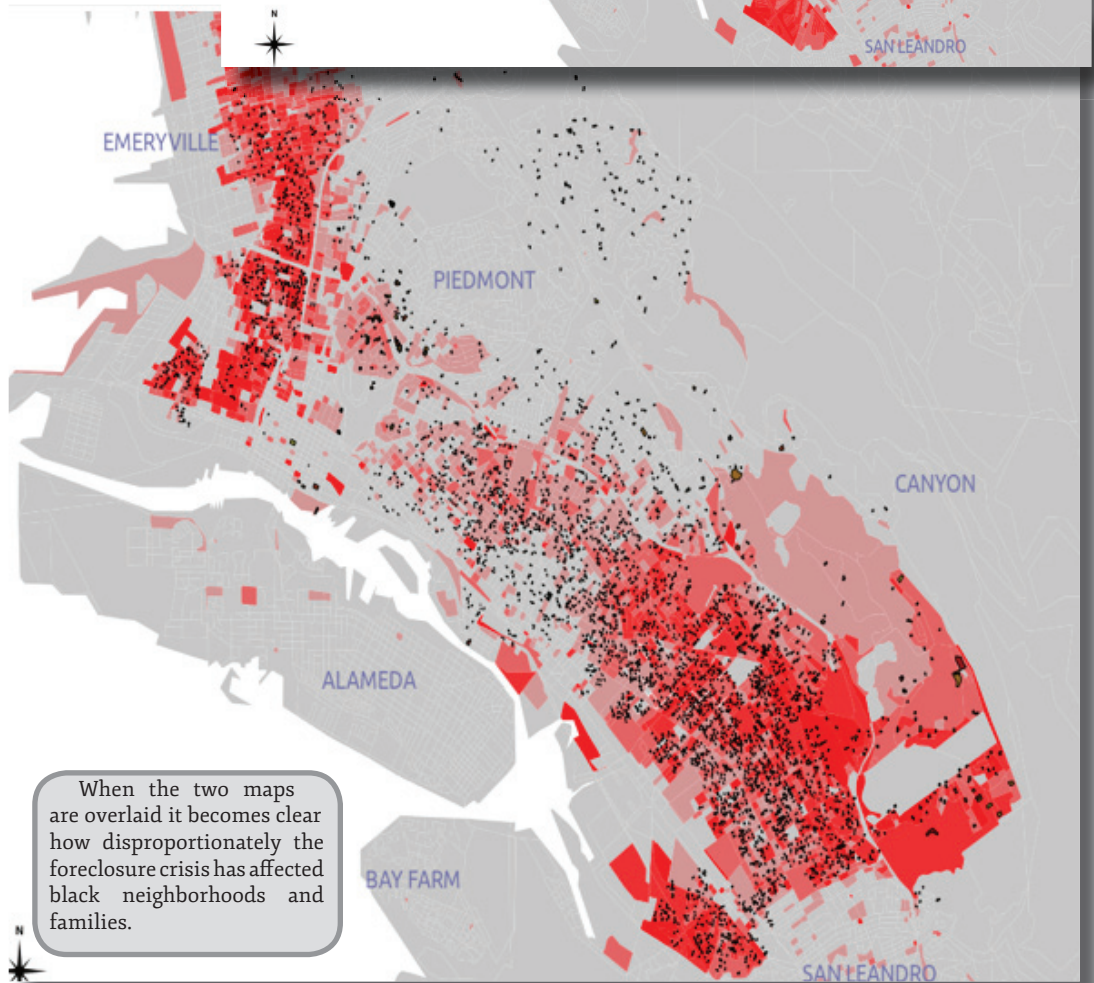 N
SAN LEANDRO
EMERYVILLE
PIEDMONT
CANYON
ALAMEDA
When the two maps
are overlaid it becomes clear
how disproportionately the
foreclosure crisis has affected
black neighborhoods and
families.
BAY FARM
N
SAN LEANDRO